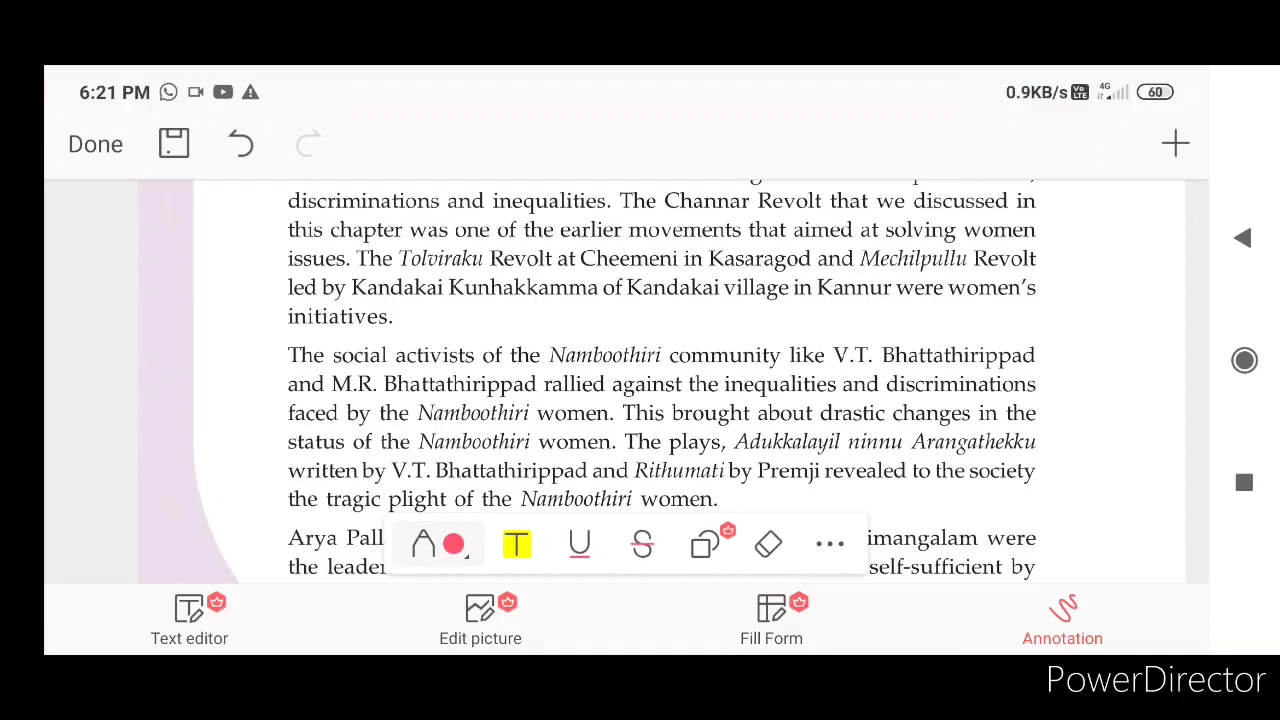 6:21 PM
0.9KB/s Vo LTE 4G 60
Done
discriminations and inequalities. The Channar Revolt that we discussed in
this chapter was one of the earlier movements that aimed at solving women
issues. The Tolviraku Revolt at Cheemeni in Kasaragod and Mechilpullu Revolt
led by Kandakai Kunhakkamma of Kandakai village in Kannur were women's
initiatives.
The social activists of the Namboothiri community like V.T. Bhattathirippad
and M.R. Bhattathirippad rallied against the inequalities and discriminations
faced by the Namboothiri women. This brought about drastic changes in the
status of the Namboothiri women. The plays, Adukkalayil ninnu Arangathekku
written by V.T. Bhattathirippad and Rithumati by Premji revealed to the society
the tragic plight of the Namboothiri women.
Arya Pall imangalam were
the leader self-sufficient by
T U S
Text editor
Edit picture
Fill Form
Annotation
PowerDirector